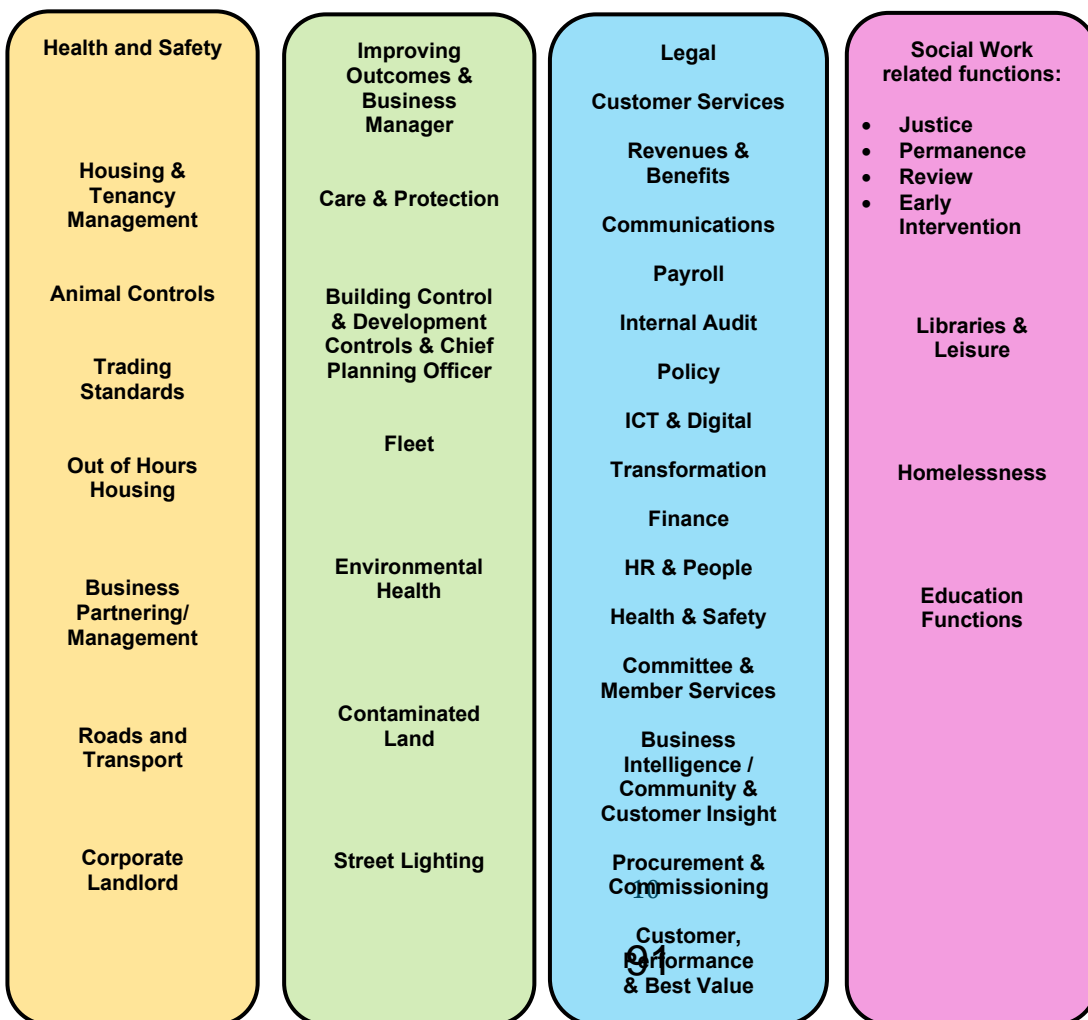 Health and Safety
Housing &
Tenancy
Management
Animal Controls
Trading
Standards
Out of Hours
Housing
Business
Partnering/
Management
Roads and
Transport
Corporate
Landlord
Improving
Outcomes &
Business
Manager
Care & Protection
Building Control
& Development
Controls & Chief
Planning Officer
Fleet
Environmental
Health
Contaminated
Land
Street Lighting
Legal
Customer Services
Revenues &
Benefits
Communications
Payroll
Internal Audit
Policy
ICT & Digital
Transformation
Finance
HR & People
Health & Safety
Committee &
Member Services
Business
Intelligence /
Community &
Customer Insight
Procurement &
Commissioning
10
Customer,
Performance
& Best Value
91
Social Work
related functions:
• Justice
• Permanence
• Review
• Early
Intervention
Libraries &
Leisure
Homelessness
Education
Functions